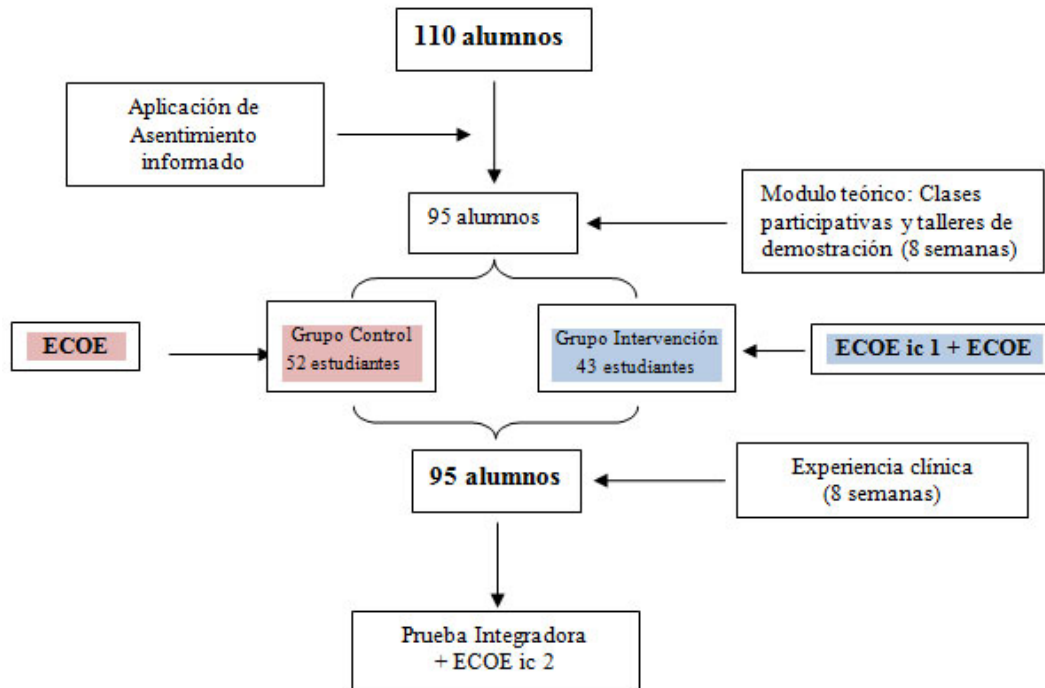 110 alumnos
Aplicación de
Asentimiento
informado
95 alumnos
Modulo teórico: Clases
participativas y talleres de
demostración (8 semanas)
ECOE
Grupo Control
52 estudiantes
Grupo Intervención
43 estudiantes
ECOE ic 1 + ECOE
95 alumnos
Experiencia clínica
(8 semanas)
Prueba Integradora
+ ECOE ic 2